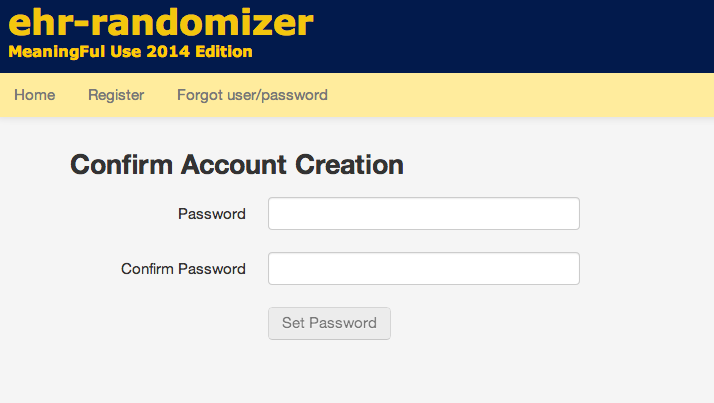 ehr-randomizer
MeaningFul Use 2014 Edition
Home Register Forgot user/password
Confirm Account Creation
Password
Confirm Password
Set Password